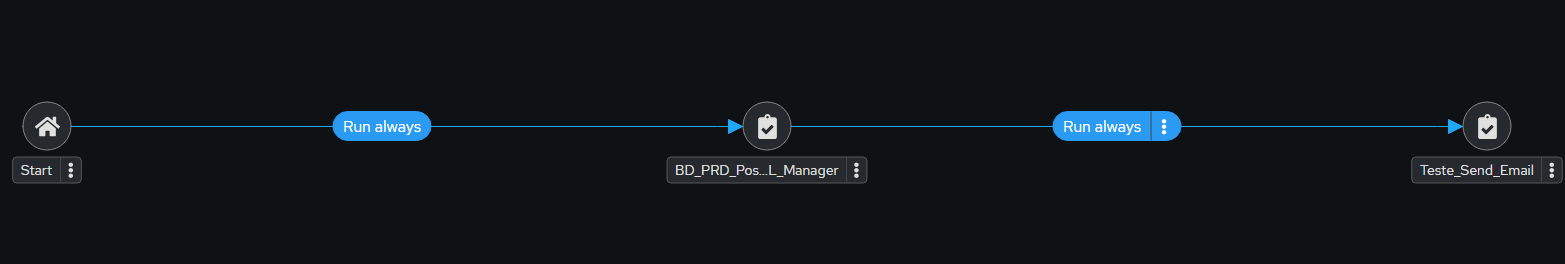 Run always
Run always
Start
BD_PRD_Pos...L_Manager
Teste_Send_Email